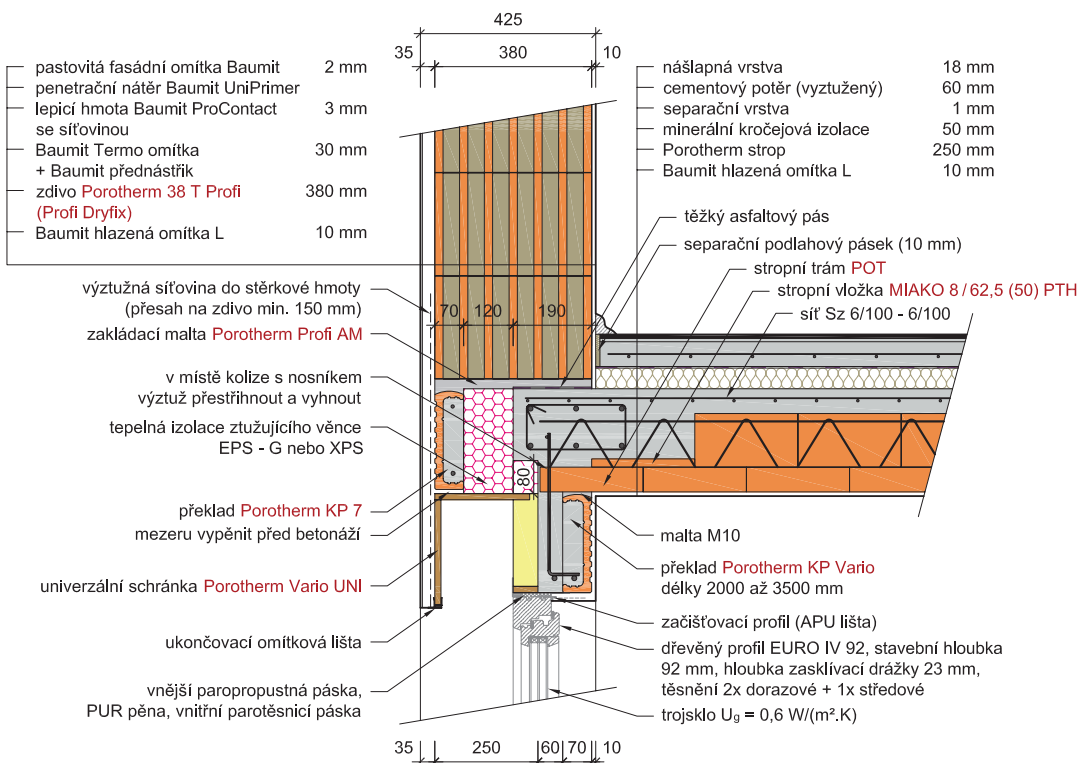 425
35 380 10
pastovitá fasádní omítka Baumit 2 mm
penetrační nátěr Baumit UniPrimer
lepicí hmota Baumit ProContact 3 mm
se síťovinou
Baumit Termo omítka 30 mm
+ Baumit přednástřik
zdivo Porotherm 38 T Profi 380 mm
(Profi Dryfix)
Baumit hlazená omítka L 10 mm
nášlapná vrstva 18 mm
cementový potěr (vyztužený) 60 mm
separační vrstva 1 mm
minerální kročejová izolace 50 mm
Porotherm strop 250 mm
Baumit hlazená omítka L 10 mm
těžký asfaltový pás
separační podlahový pásek (10 mm)
stropní trám POT
stropní vložka MIAKO 8 / 62,5 (50) PTH
síť Sz 6/100 - 6/100
výztužná síťovina do stěrkové hmoty
(přesah na zdivo min. 150 mm)
70 120 190
zakládací malta Porotherm Profi AM
v místě kolize s nosníkem
výztuž přestřihnout a vyhnout
tepelná izolace ztužujícího věnce
EPS - G nebo XPS
80
překlad Porotherm KP 7
mezeru vypěnit před betonáží
univerzální schránka Porotherm Vario UNI
ukončovací omítková lišta
vnější paropropustná páska,
PUR pěna, vnitřní parotěsnicí páska
malta M10
překlad Porotherm KP Vario
délky 2000 až 3500 mm
začišťovací profil (APU lišta)
dřevěný profil EURO IV 92, stavební hloubka
92 mm, hloubka zasklívací drážky 23 mm,
těsnění 2x dorazové + 1x středové
trojsklo Ug = 0,6 W/(m².K)
35 250 60 70 10